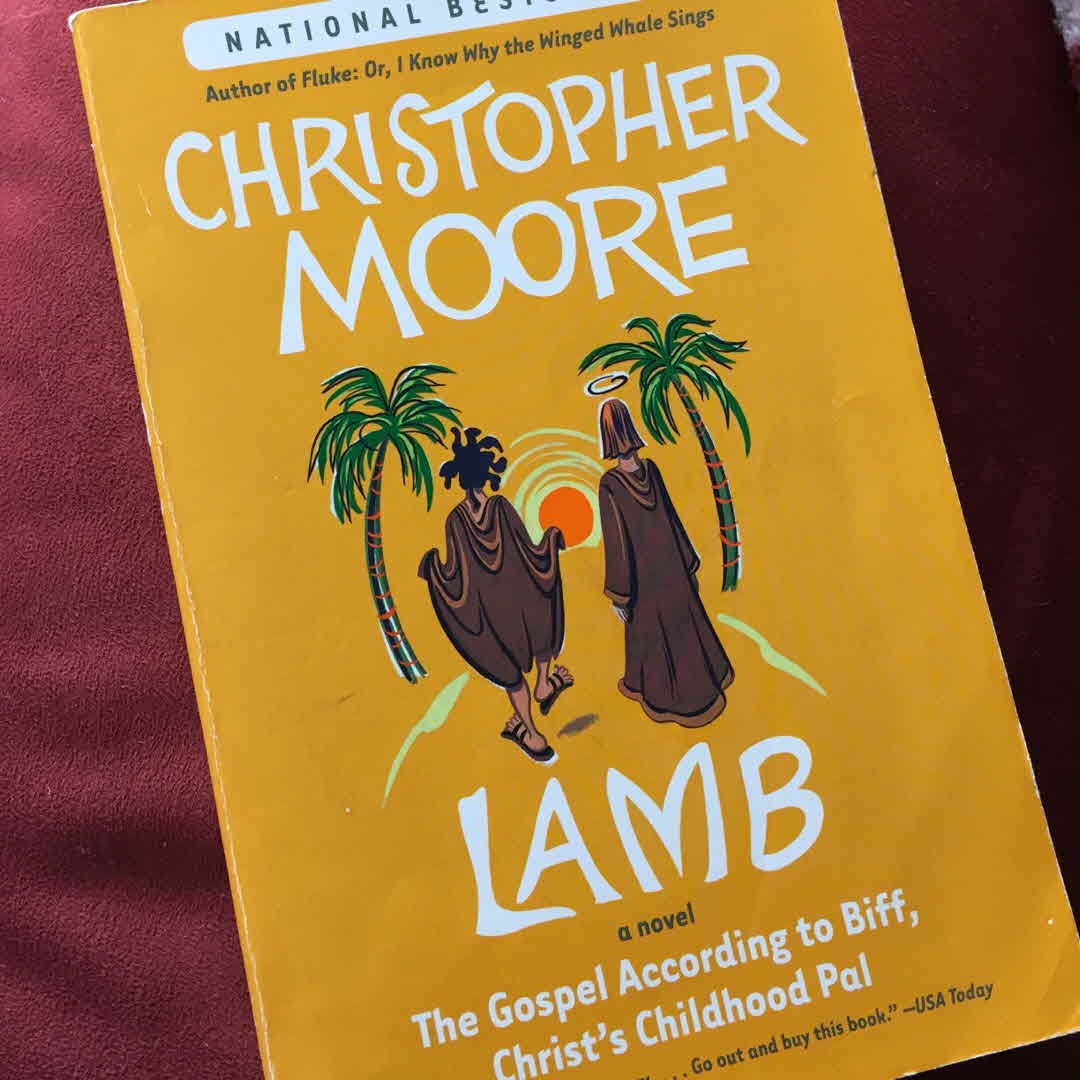 NATIONAL
Author of Fluke: Or, I Know Why the Winged Whale Sings
CHRISTOPHER
MOORE
LAMB
a novel
The Gospel According to Biff,
Christ's Childhood Pal
. . . Go out and buy this book.” —USA Today